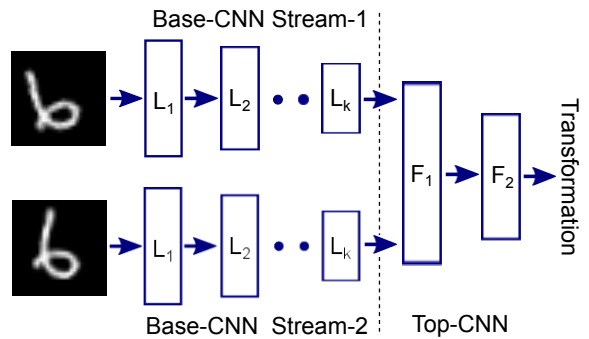 Base-CNN Stream-1
L1 L2 Lk
F1 F2
Transformation
L1 L2 Lk
Base-CNN Stream-2
Top-CNN